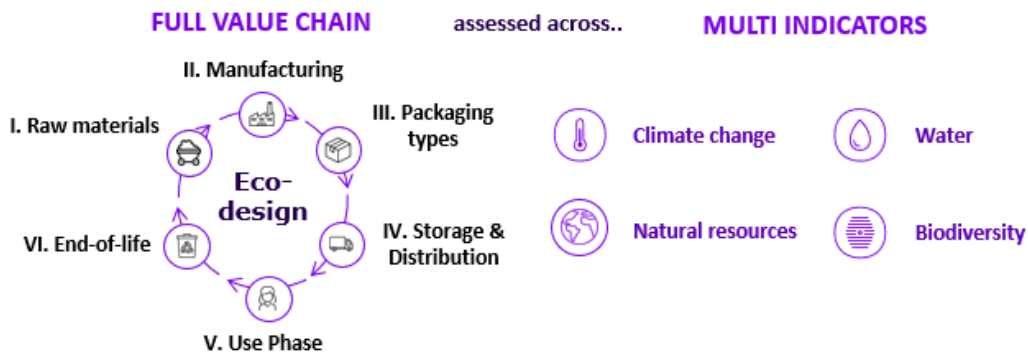 FULL VALUE CHAIN assessed across.. MULTI INDICATORS
II. Manufacturing
I. Raw materials
III. Packaging
types
Eco-
design
VI. End-of-life
IV. Storage &
Distribution
V. Use Phase
Climate change
Water
Natural resources
Biodiversity